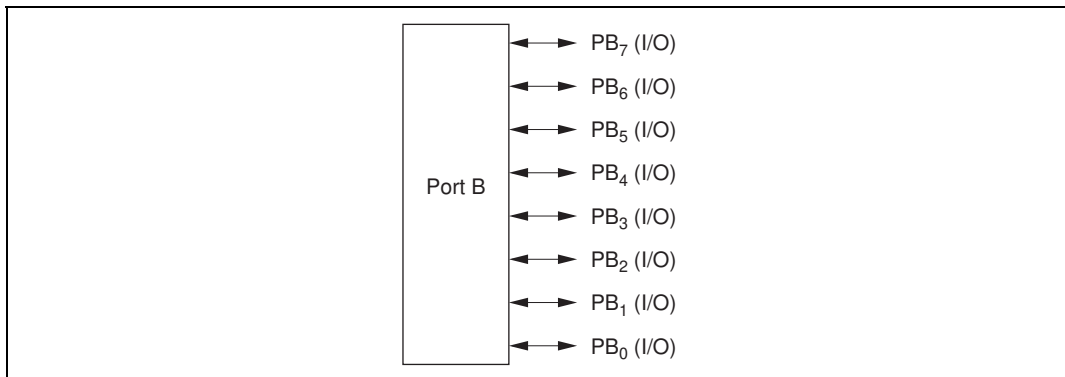 PB₇ (I/O)
PB₆ (I/O)
PB₅ (I/O)
PB₄ (I/O)
Port B
PB₃ (I/O)
PB₂ (I/O)
PB₁ (I/O)
PB₀ (I/O)